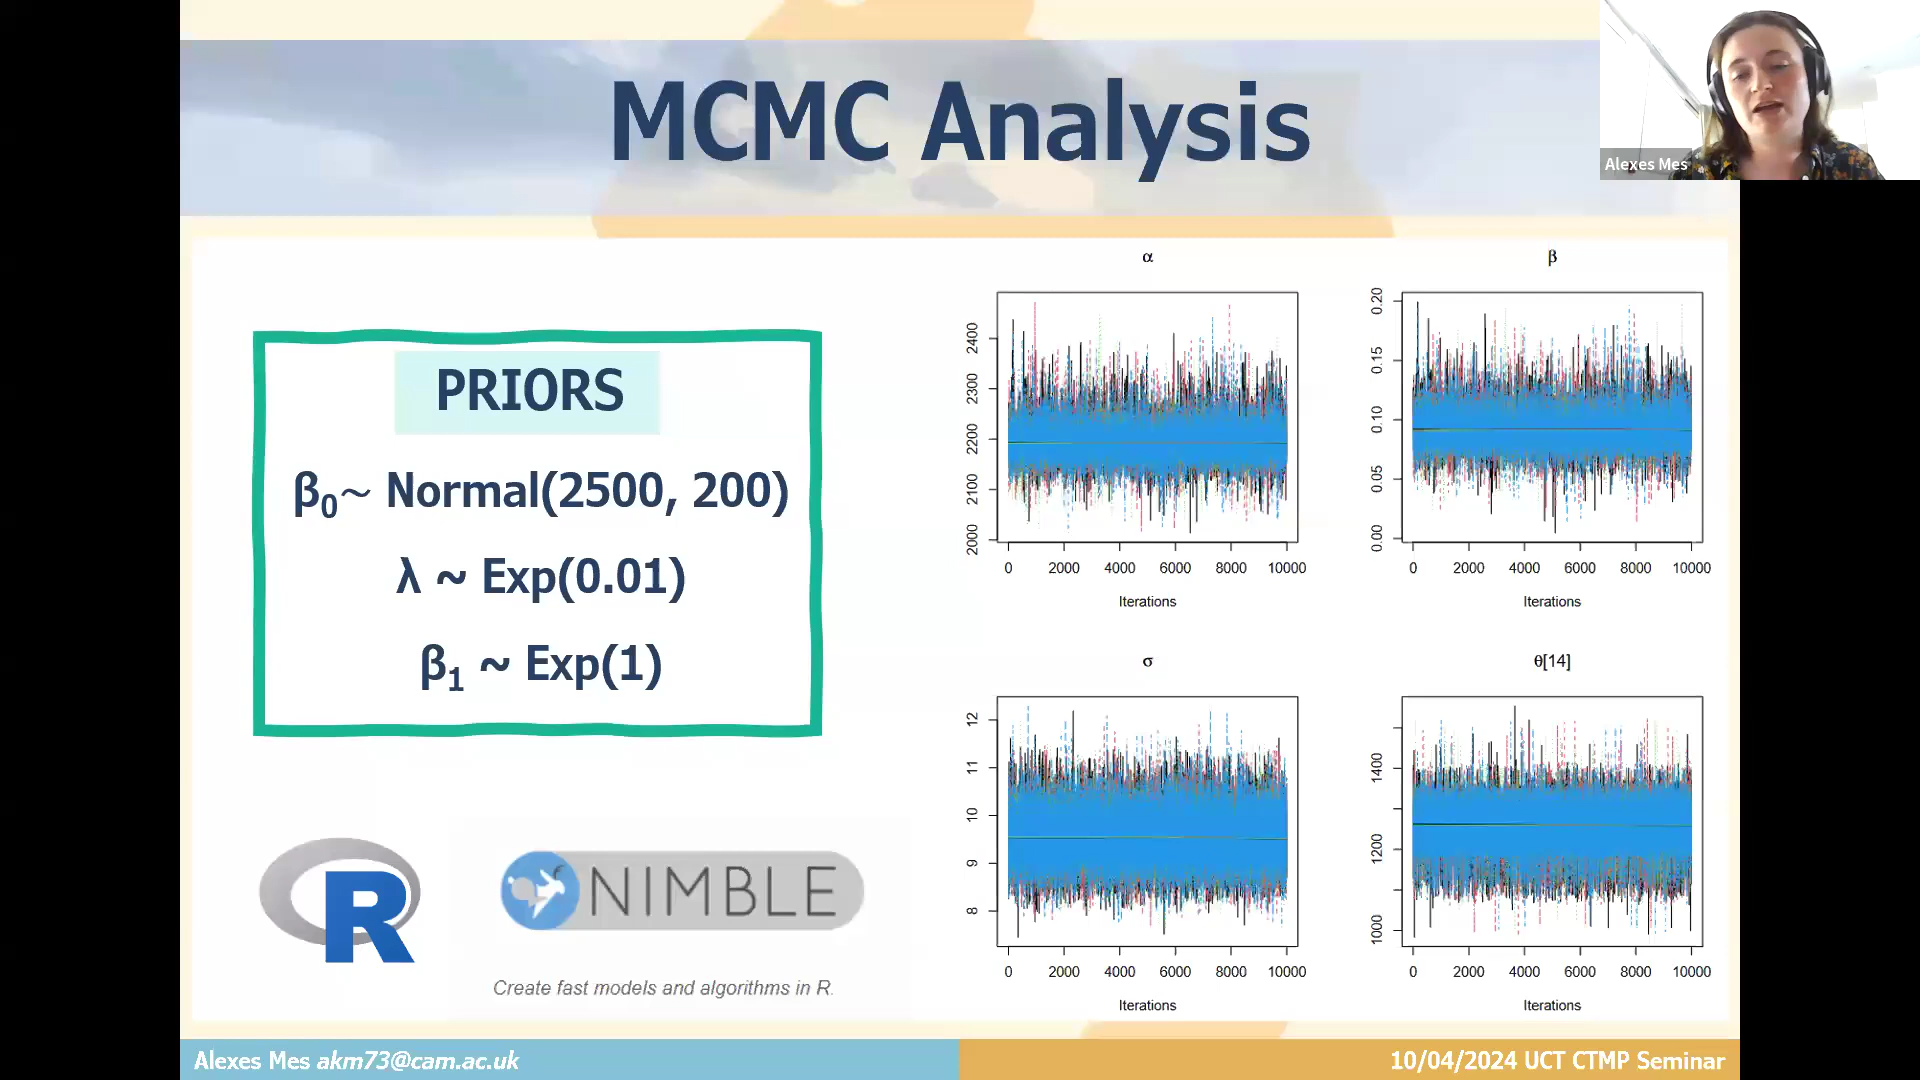 MCMC Analysis
Alexes Mes
PRIORS
β₀~ Normal(2500, 200)
λ ~ Exp(0.01)
β₁ ~ Exp(1)
R
NIMBLE
Create fast models and algorithms in R.
α
2000 2100 2200 2300 2400
0 2000 4000 6000 8000 10000
Iterations
β
0.00 0.05 0.10 0.15 0.20
0 2000 4000 6000 8000 10000
Iterations
σ
8 9 10 11 12
0 2000 4000 6000 8000 10000
Iterations
θ[14]
1000 1200 1400
0 2000 4000 6000 8000 10000
Iterations
Alexes Mes akm73@cam.ac.uk
10/04/2024 UCT CTMP Seminar